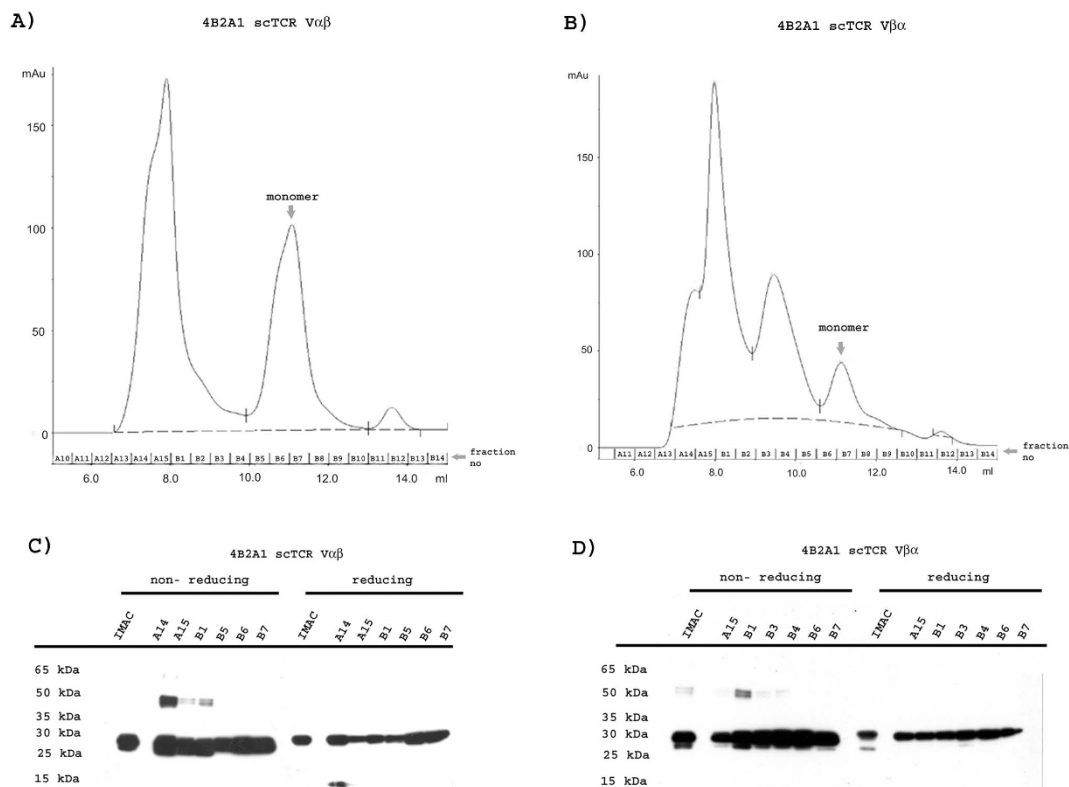 A)
4B2A1 scTCR Vαβ
mAu
150
100
50
0
monomer
A10 A11 A12 A13 A14 A15 B1 B2 B3 B4 B5 B6 B7 B8 B9 B10 B11 B12 B13 B14
fraction
no
6.0 8.0 10.0 12.0 14.0 ml
B)
4B2A1 scTCR Vβα
mAu
150
100
50
0
monomer
A11 A12 A13 A14 A15 B1 B2 B3 B4 B5 B6 B7 B8 B9 B10 B11 B12 B13 B14
fraction
no
6.0 8.0 10.0 12.0 14.0 ml
C)
4B2A1 scTCR Vαβ
non- reducing reducing
IMAC A14 A15 B1 B5 B6 B7 IMAC A14 A15 B1 B5 B6 B7
65 kDa
50 kDa
35 kDa
30 kDa
25 kDa
15 kDa
D)
4B2A1 scTCR Vβα
non- reducing reducing
IMAC A15 B1 B3 B4 B6 B7 IMAC A15 B1 B3 B4 B6 B7
65 kDa
50 kDa
35 kDa
30 kDa
25 kDa
15 kDa